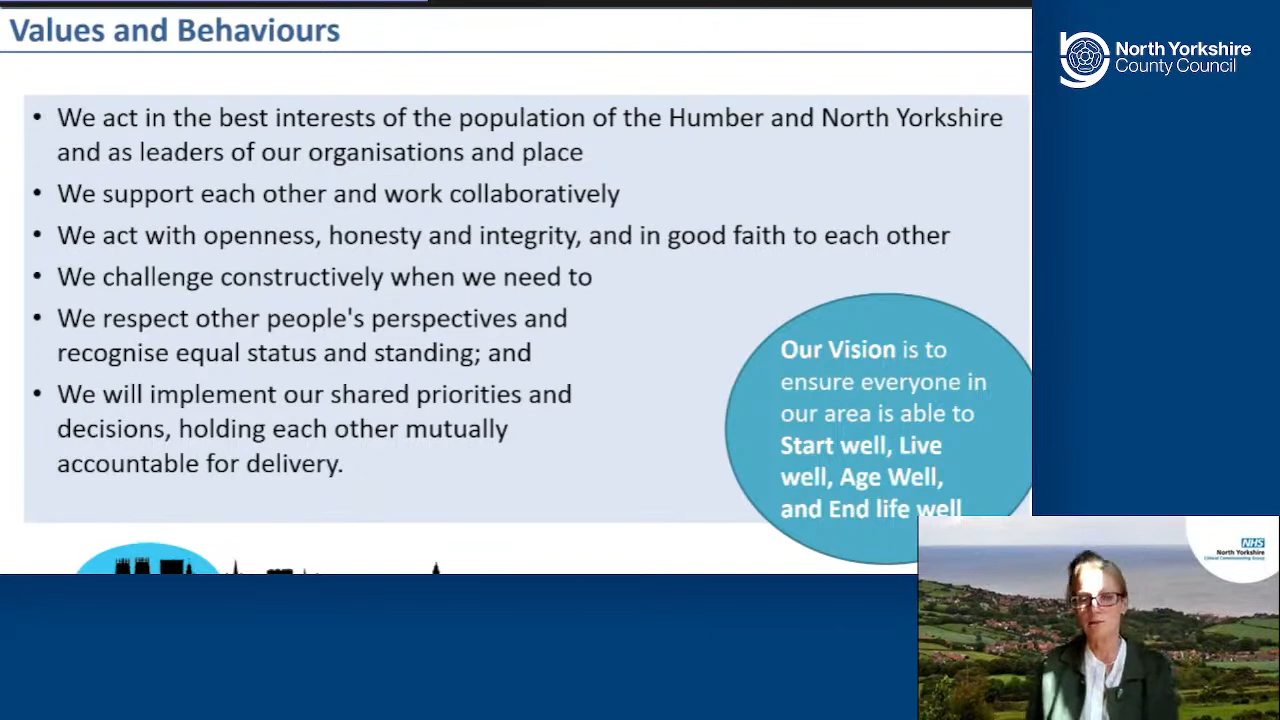 Values and Behaviours
North Yorkshire
County Council
• We act in the best interests of the population of the Humber and North Yorkshire
and as leaders of our organisations and place
• We support each other and work collaboratively
• We act with openness, honesty and integrity, and in good faith to each other
• We challenge constructively when we need to
• We respect other people's perspectives and
recognise equal status and standing; and
• We will implement our shared priorities and
decisions, holding each other mutually
accountable for delivery.
Our Vision is to
ensure everyone in
our area is able to
Start well, Live
well, Age Well,
and End life well
NHS
North Yorkshire
Clinical Commissioning Group